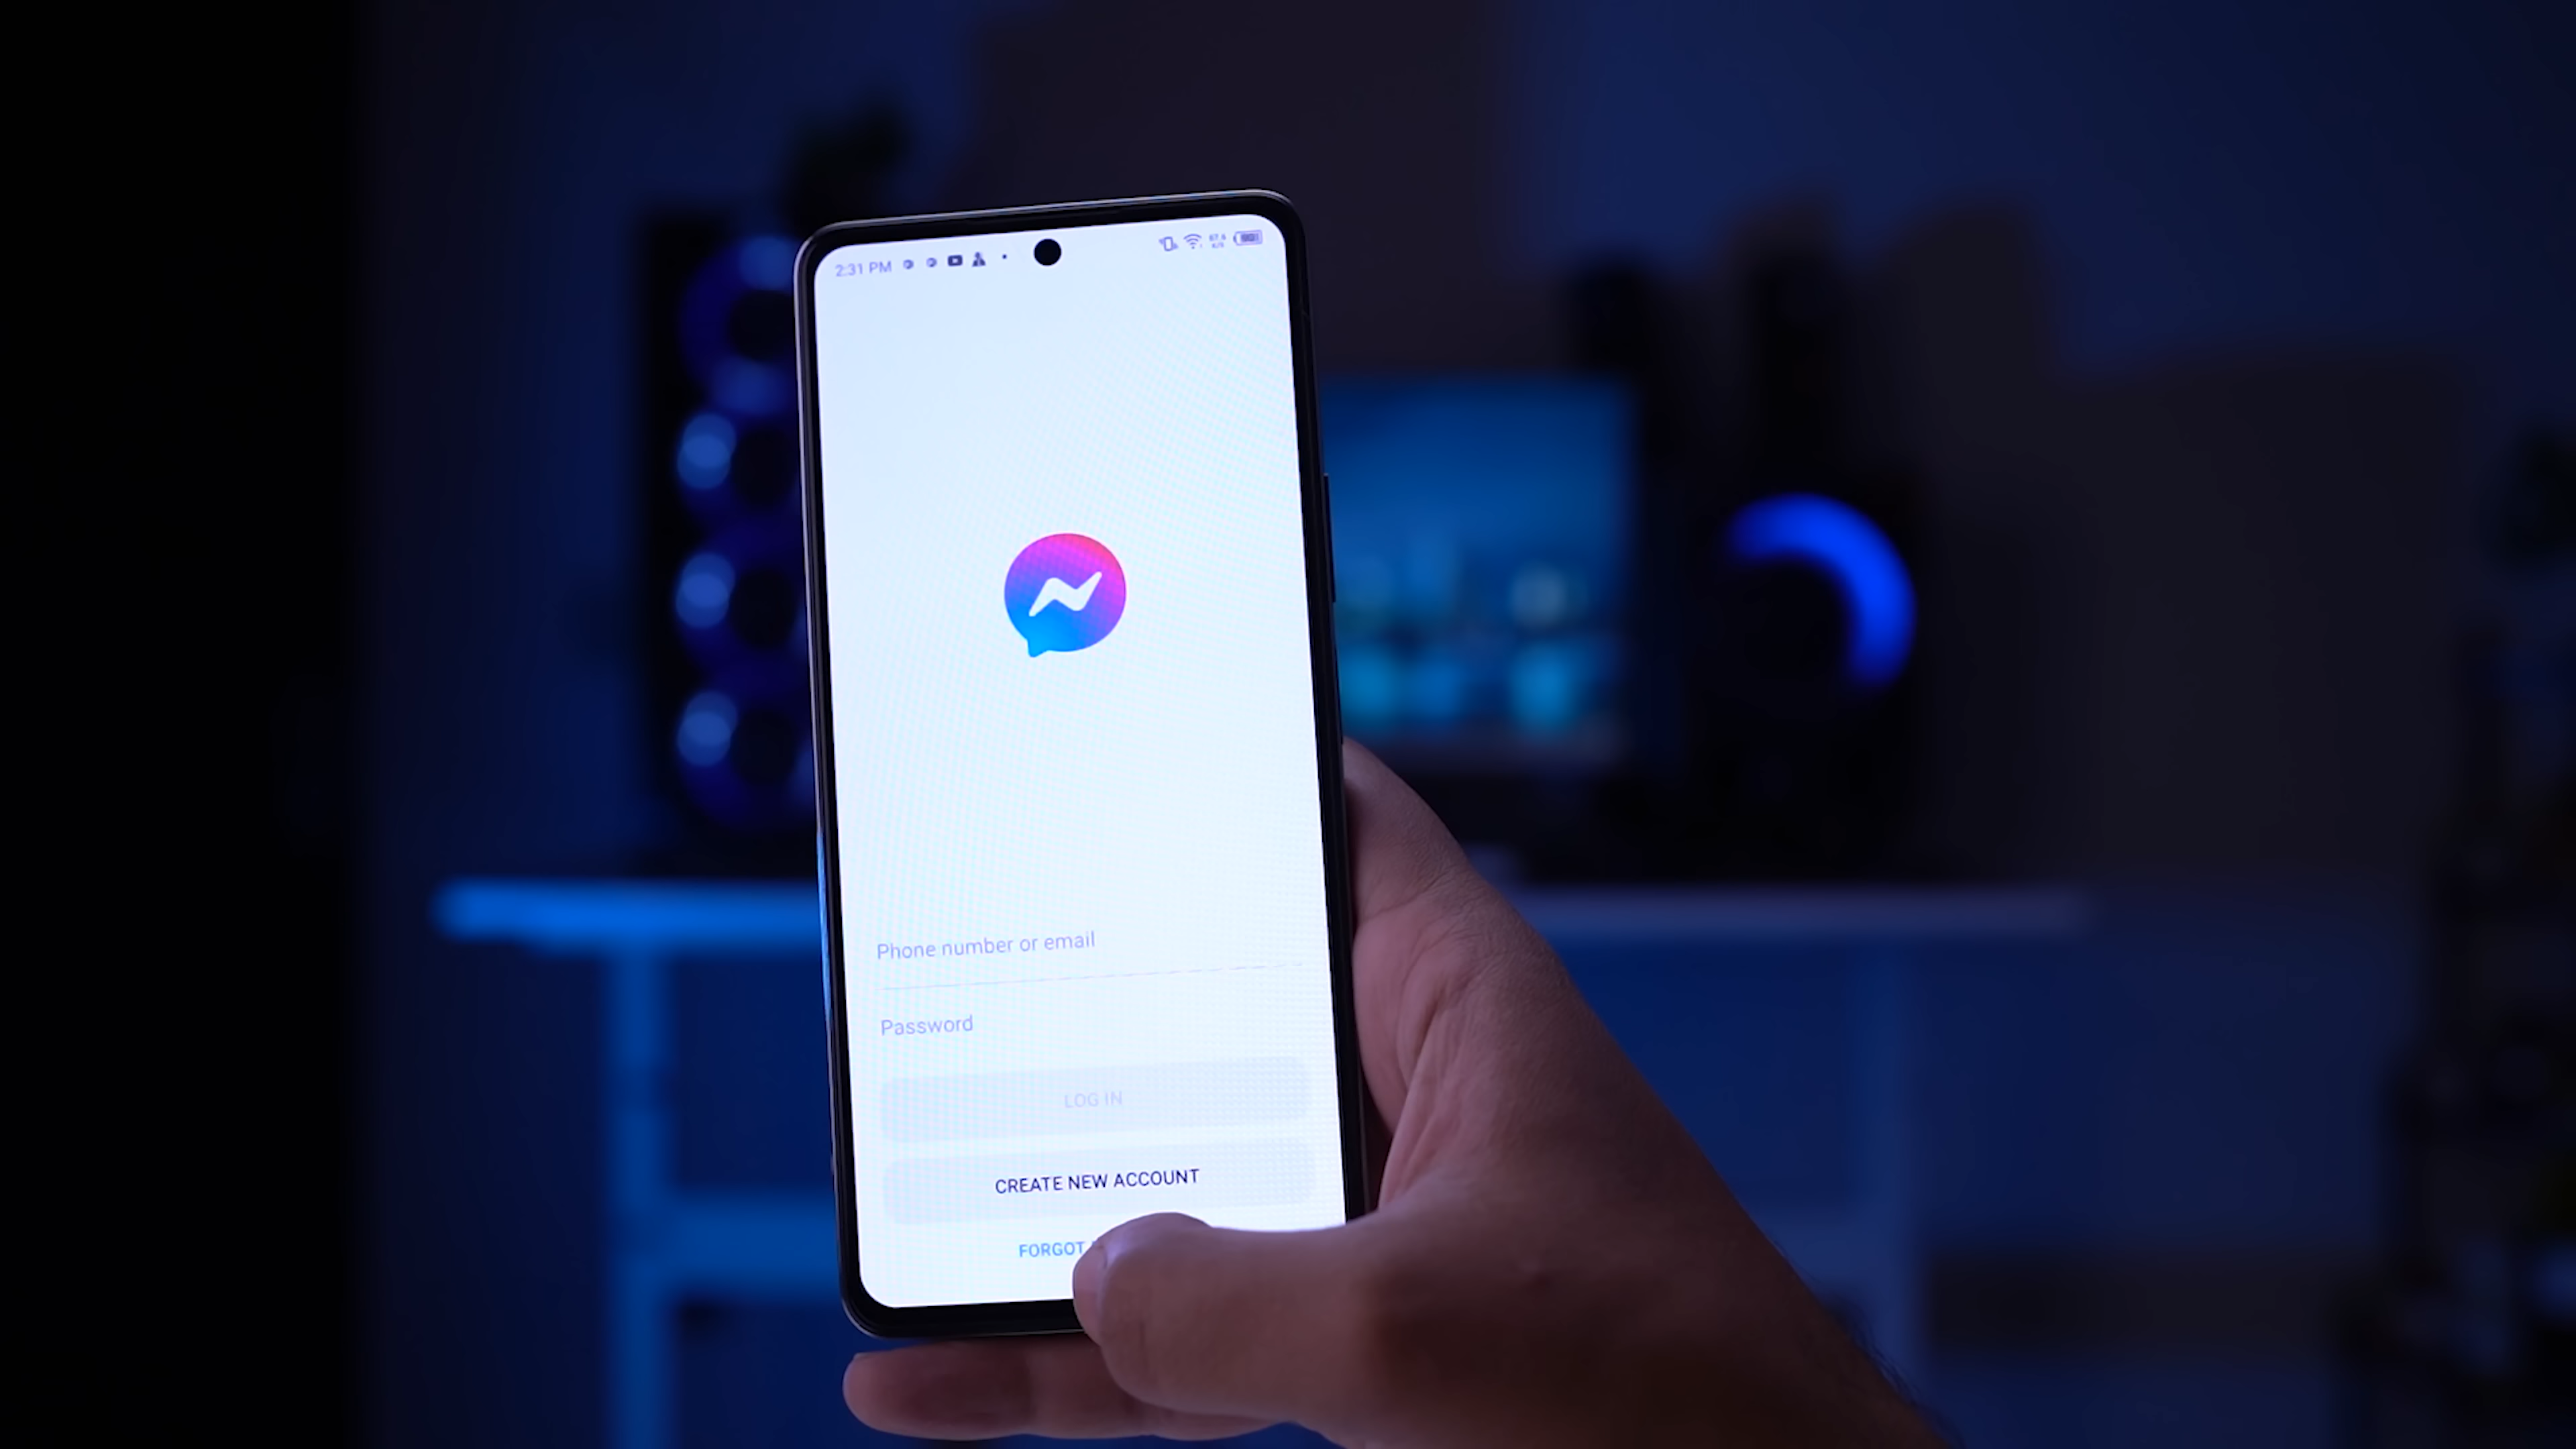 2:31 PM
Phone number or email
Password
LOG IN
CREATE NEW ACCOUNT
FORGOT